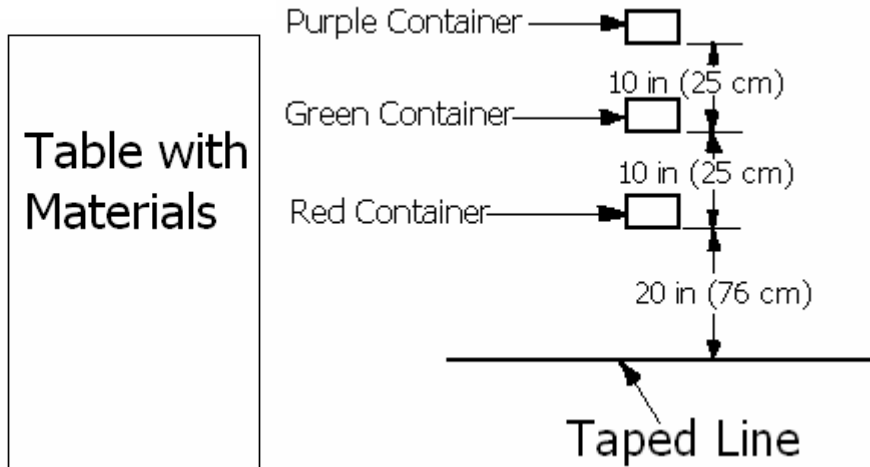 Purple Container
10 in (25 cm)
Green Container
Table with
Materials
10 in (25 cm)
Red Container
20 in (76 cm)
Taped Line